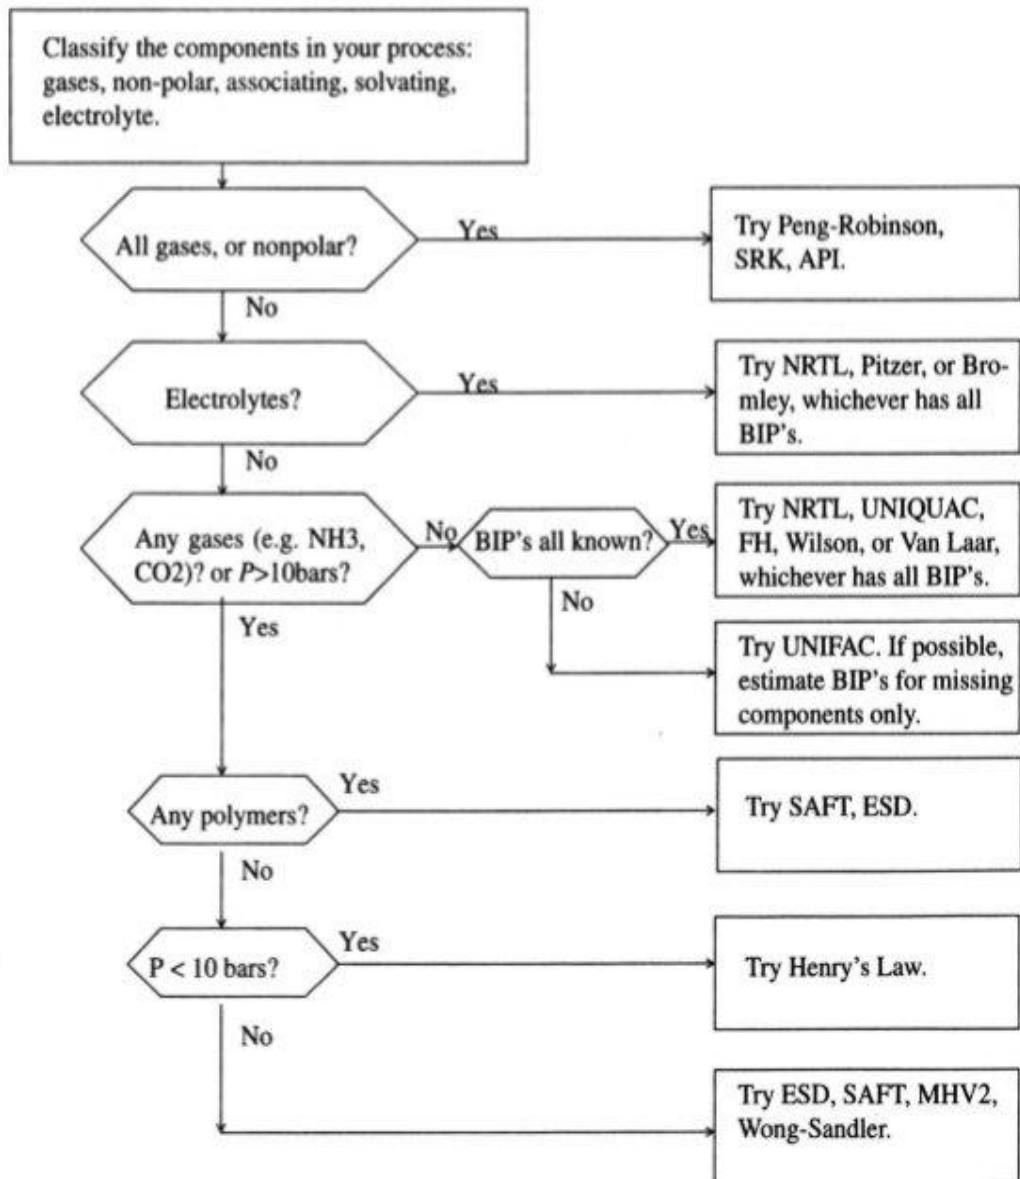 Classify the components in your process:
gases, non-polar, associating, solvating,
electrolyte.
All gases, or nonpolar?
Yes
Try Peng-Robinson,
SRK, API.
No
Electrolytes?
Yes
Try NRTL, Pitzer, or Bro-
mley, whichever has all
BIP's.
No
Any gases (e.g. NH3,
CO2)? or P>10bars?
No
BIP's all known?
Yes
Try NRTL, UNIQUAC,
FH, Wilson, or Van Laar,
whichever has all BIP's.
No
Try UNIFAC. If possible,
estimate BIP's for missing
components only.
Yes
Any polymers?
Yes
Try SAFT, ESD.
No
P < 10 bars?
Yes
Try Henry's Law.
No
Try ESD, SAFT, MHV2,
Wong-Sandler.